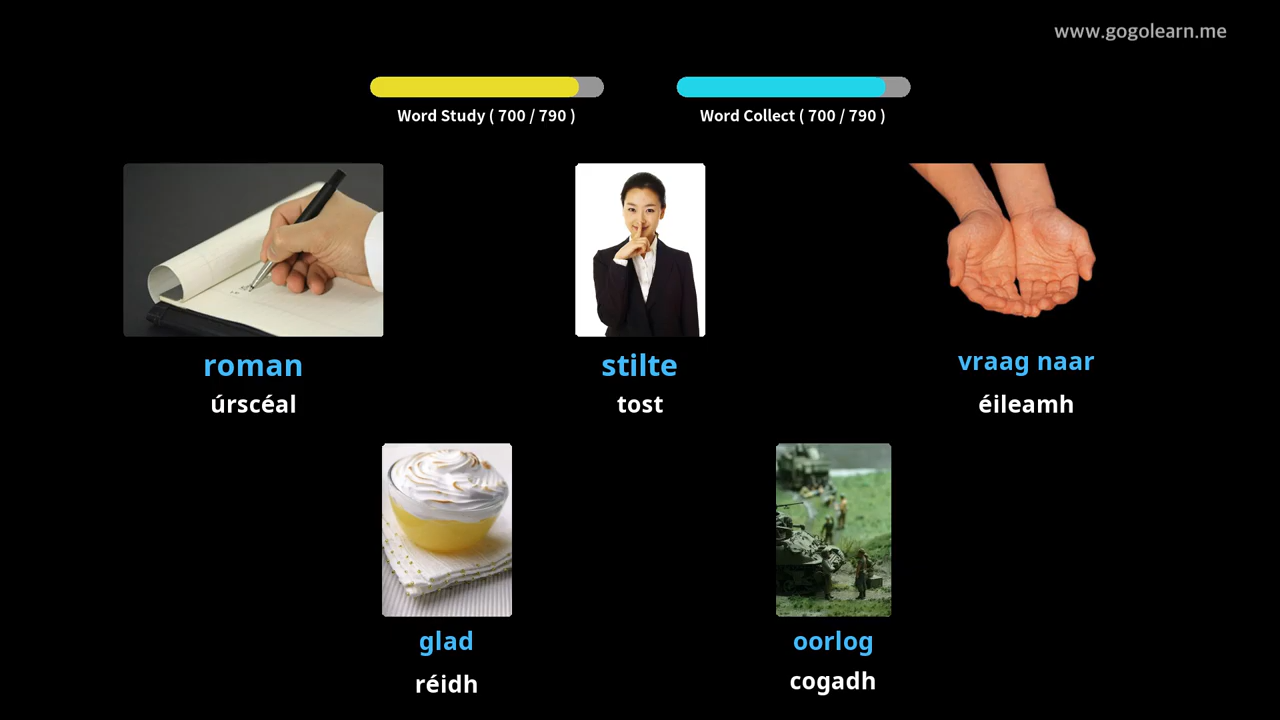 www.gogolearn.me
Word Study ( 700 / 790 )
Word Collect ( 700 / 790 )
roman
úrscéal
stilte
tost
vraag naar
éileamh
glad
réidh
oorlog
cogadh